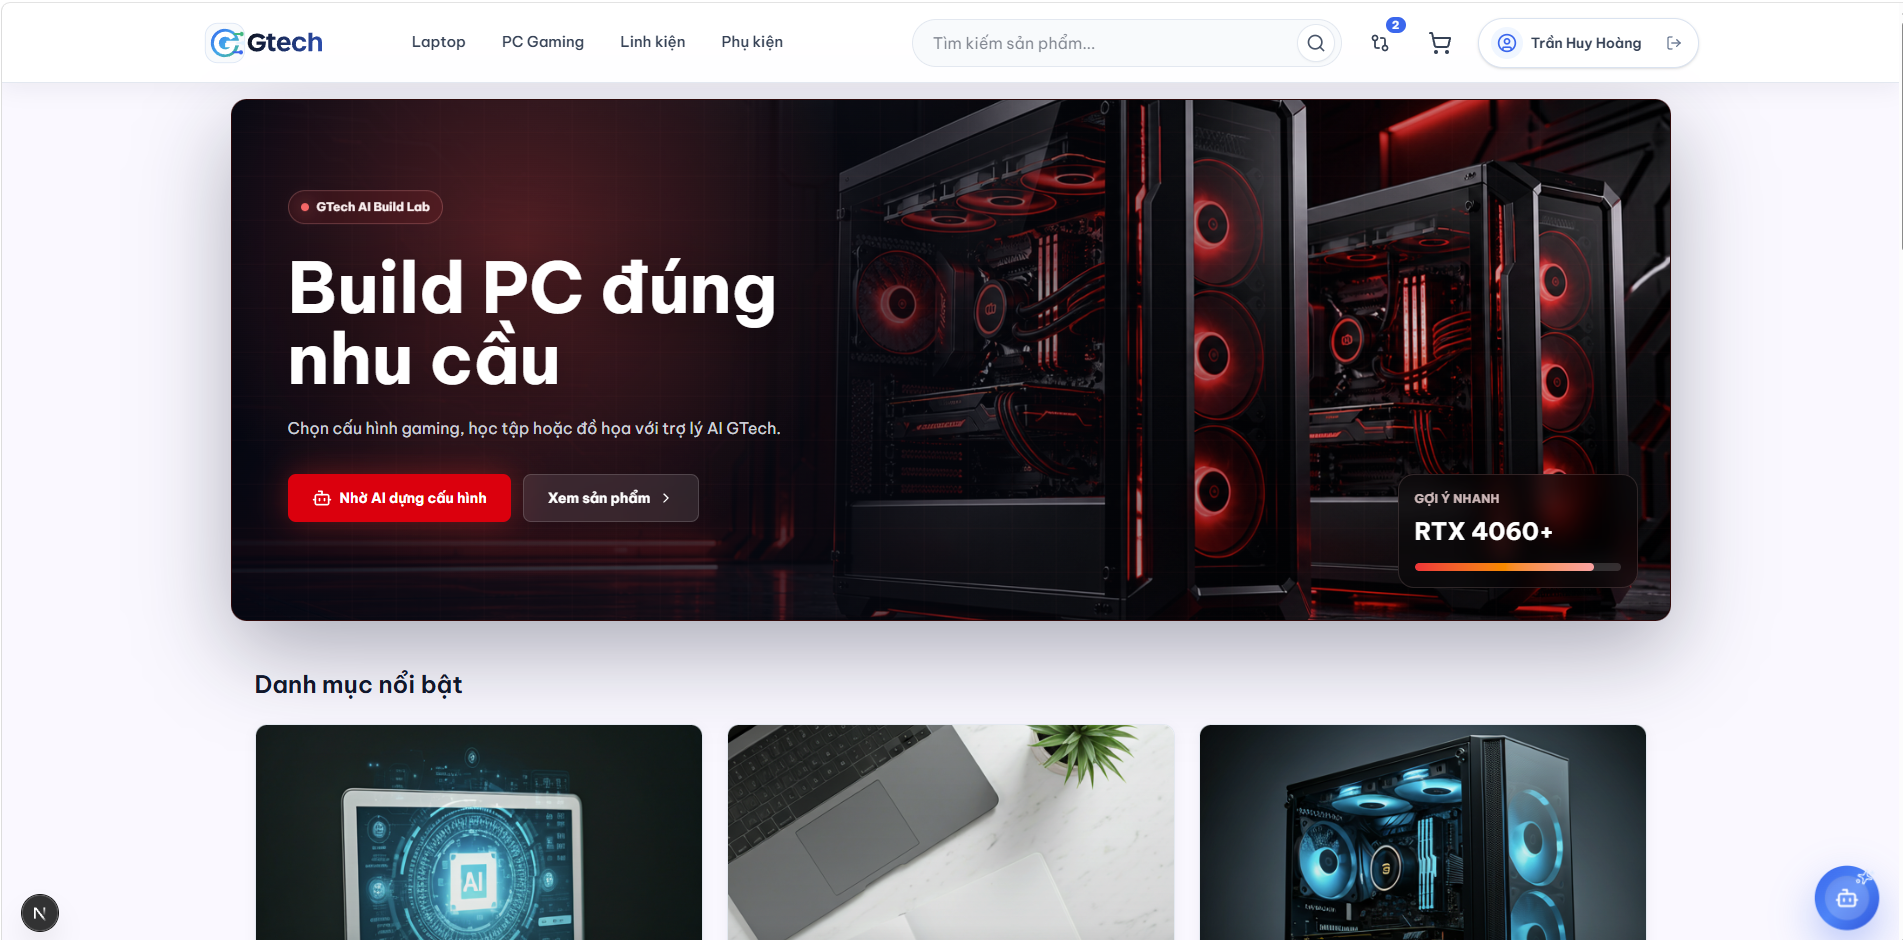 Gtech
Laptop
PC Gaming
Linh kiện
Phụ kiện
Tìm kiếm sản phẩm...
2
Trần Huy Hoàng
GTech AI Build Lab
Build PC đúng
nhu cầu
Chọn cấu hình gaming, học tập hoặc đồ họa với trợ lý AI GTech.
Nhờ AI dựng cấu hình
Xem sản phẩm
GỢI Ý NHANH
RTX 4060+
Danh mục nổi bật
AI
N